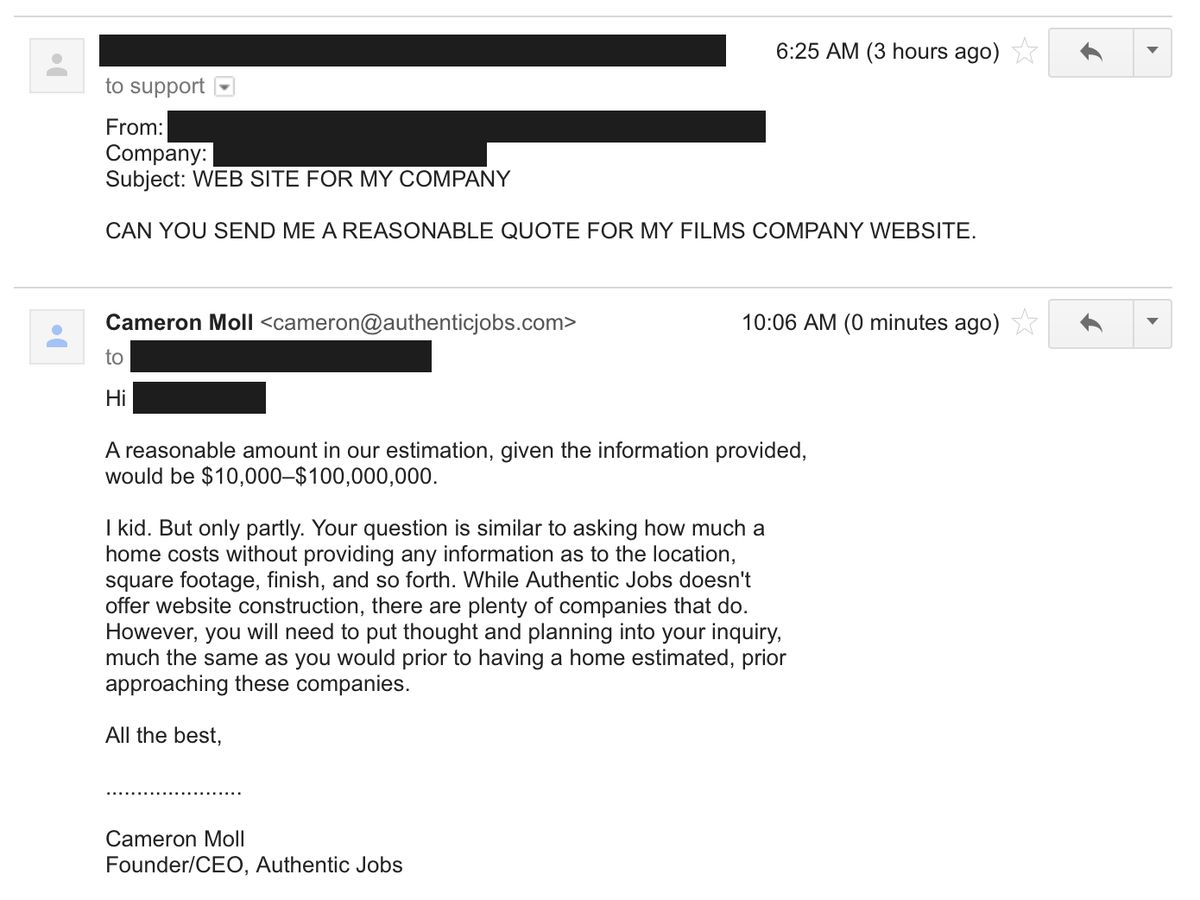 6:25 AM (3 hours ago)
to support
From:
Company:
Subject: WEB SITE FOR MY COMPANY
CAN YOU SEND ME A REASONABLE QUOTE FOR MY FILMS COMPANY WEBSITE.
Cameron Moll <cameron@authenticjobs.com> 10:06 AM (0 minutes ago)
to
Hi
A reasonable amount in our estimation, given the information provided,
would be $10,000–$100,000,000.
I kid. But only partly. Your question is similar to asking how much a
home costs without providing any information as to the location,
square footage, finish, and so forth. While Authentic Jobs doesn't
offer website construction, there are plenty of companies that do.
However, you will need to put thought and planning into your inquiry,
much the same as you would prior to having a home estimated, prior
approaching these companies.
All the best,
......................
Cameron Moll
Founder/CEO, Authentic Jobs